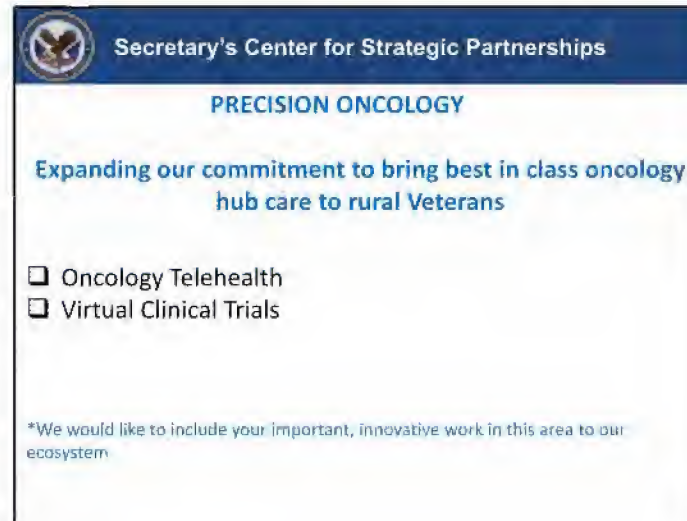 Secretary's Center for Strategic Partnerships
PRECISION ONCOLOGY
Expanding our commitment to bring best in class oncology
hub care to rural Veterans
Oncology Telehealth
Virtual Clinical Trials
*We would like to include your important, innovative work in this area to our
ecosystem